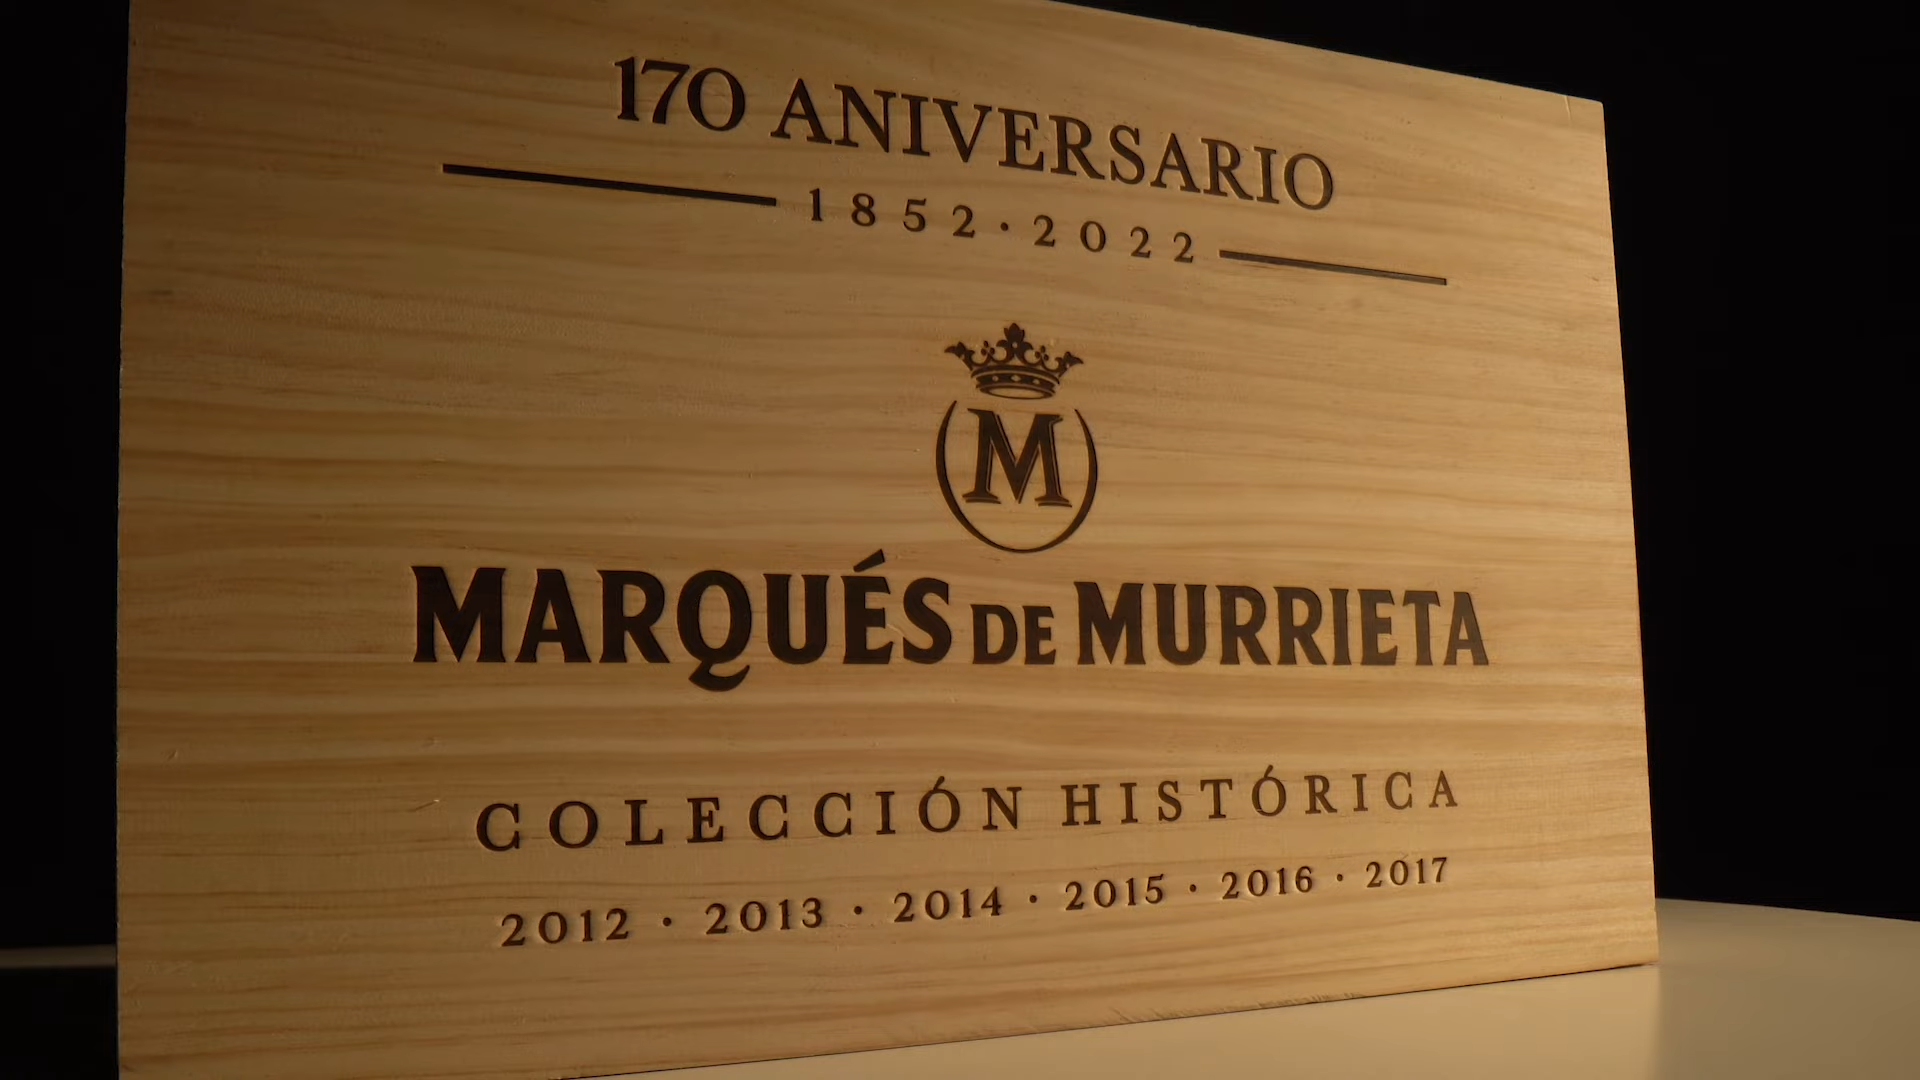 170 ANIVERSARIO
1852·2022
M
MARQUÉS DE MURRIETA
COLECCIÓN HISTÓRICA
2012 · 2013 · 2014 · 2015 · 2016 · 2017